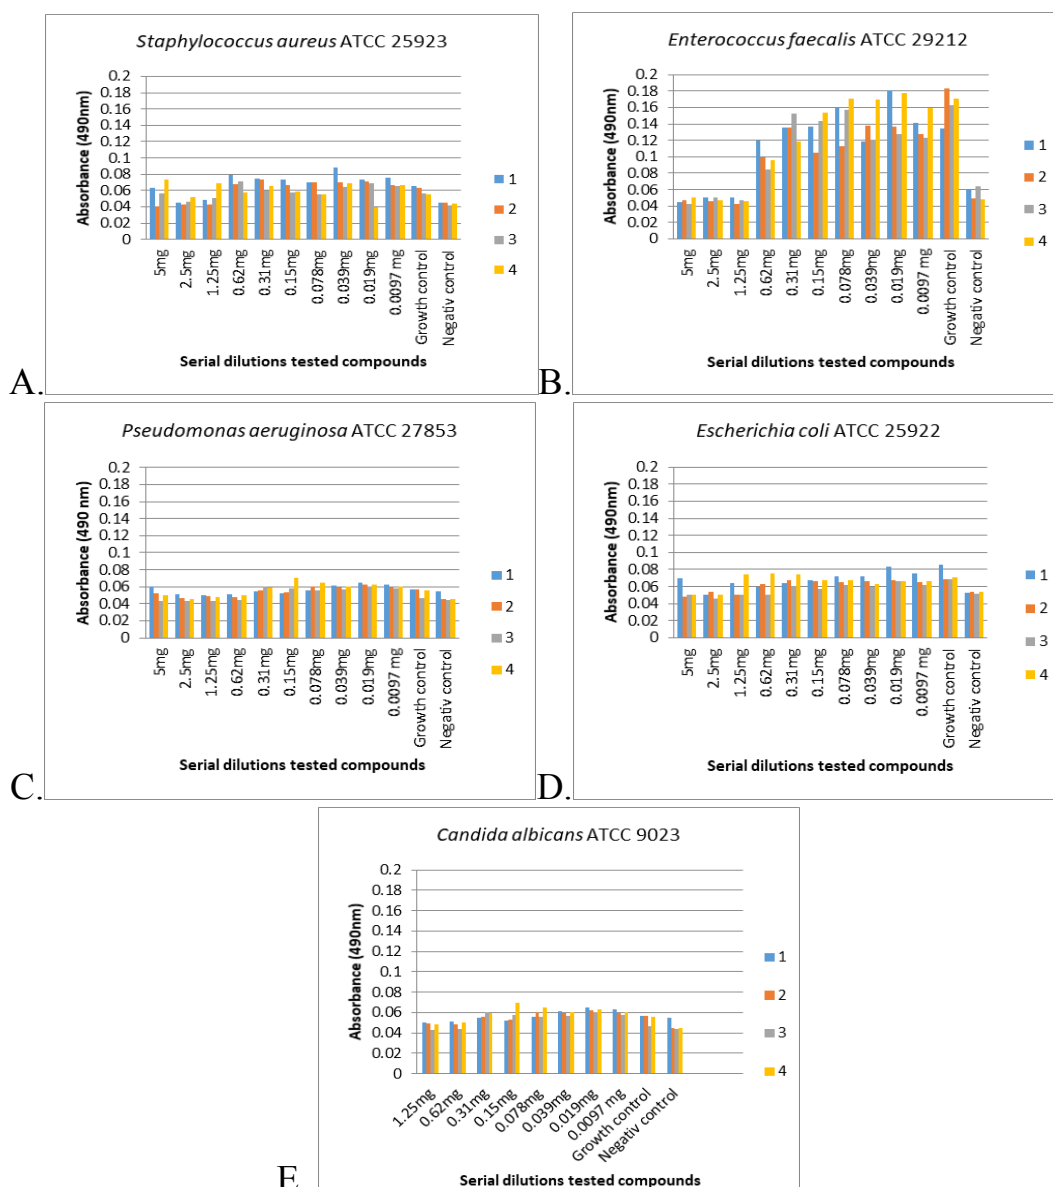 Staphylococcus aureus ATCC 25923
Absorbance (490nm)
0.2
0.18
0.16
0.14
0.12
0.1
0.08
0.06
0.04
0.02
0
5mg
2.5mg
1.25mg
0.62mg
0.31mg
0.15mg
0.078mg
0.039mg
0.019mg
0.0097 mg
Growth control
Negativ control
Serial dilutions tested compounds
1
2
3
4
A.
Enterococcus faecalis ATCC 29212
Absorbance (490nm)
0.2
0.18
0.16
0.14
0.12
0.1
0.08
0.06
0.04
0.02
0
5mg
2.5mg
1.25mg
0.62mg
0.31mg
0.15mg
0.078mg
0.039mg
0.019mg
0.0097 mg
Growth control
Negativ control
Serial dilutions tested compounds
1
2
3
4
B.
Pseudomonas aeruginosa ATCC 27853
Absorbance (490 nm)
0.2
0.18
0.16
0.14
0.12
0.1
0.08
0.06
0.04
0.02
0
5mg
2.5mg
1.25mg
0.62mg
0.31mg
0.15mg
0.078mg
0.039mg
0.019mg
0.0097 mg
Growth control
Negativ control
Serial dilutions tested compounds
1
2
3
4
C.
Escherichia coli ATCC 25922
Absorbance (490nm)
0.2
0.18
0.16
0.14
0.12
0.1
0.08
0.06
0.04
0.02
0
5mg
2.5mg
1.25mg
0.62mg
0.31mg
0.15mg
0.078mg
0.039mg
0.019mg
0.0097 mg
Growth control
Negativ control
Serial dilutions tested compounds
1
2
3
4
D.
Candida albicans ATCC 9023
Absorbance (490nm)
0.2
0.18
0.16
0.14
0.12
0.1
0.08
0.06
0.04
0.02
0
1.25mg
0.62mg
0.31mg
0.15mg
0.078mg
0.039mg
0.019mg
0.0097 mg
Growth control
Negativ control
Serial dilutions tested compounds
1
2
3
4
E